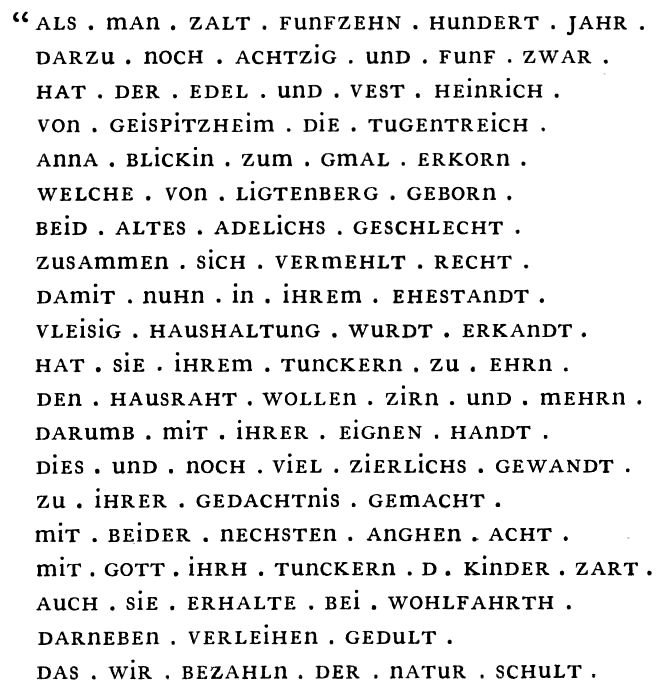 “ ALS . mAn . ZALT . FunFZEHN . HunDERT . JAHR .
DARZu . nOCH . ACHTZiG . unD . FunF . ZWAR .
HAT . DER . EDEL . unD . VEST . HEinRiCH .
VOn . GEiSPiTZHEim . DiE . TuGEnTREiCH .
AnnA . BLiCKin . Zum . GmAL . ERKORn .
WELCHE . VOn . LiGTEnBERG . GEBORn .
BEiD . ALTES . ADELiCHS . GESCHLECHT .
ZuSAmmEn . SiCH . VERmEHLT . RECHT .
DAmiT . nuHn . in . iHREm . EHESTAnDT .
VLEiSiG . HAuSHALTunG . WuRDT . ERKAnDT .
HAT . SiE . iHREm . TunCKERn . Zu . EHRn .
DEn . HAuSRAHT . WOLLEn . ZiRn . unD . mEHRn .
DARumB . miT . iHRER . EiGnEN . HAnDT .
DiES . unD . nOCH . ViEL . ZiERLiCHS . GEWAnDT .
Zu . iHRER . GEDACHTniS . GEmACHT .
miT . BEiDER . nECHSTEn . AnGHEn . ACHT .
miT . GOTT . iHRH . TunCKERn . D . KinDER . ZART .
AuCH . SiE . ERHALTE . BEi . WOHLFAHRTH .
DARnEBEn . VERLEiHEn . GEDuLT .
DAS . WiR . BEZAHLn . DER . nATuR . SCHuLT .